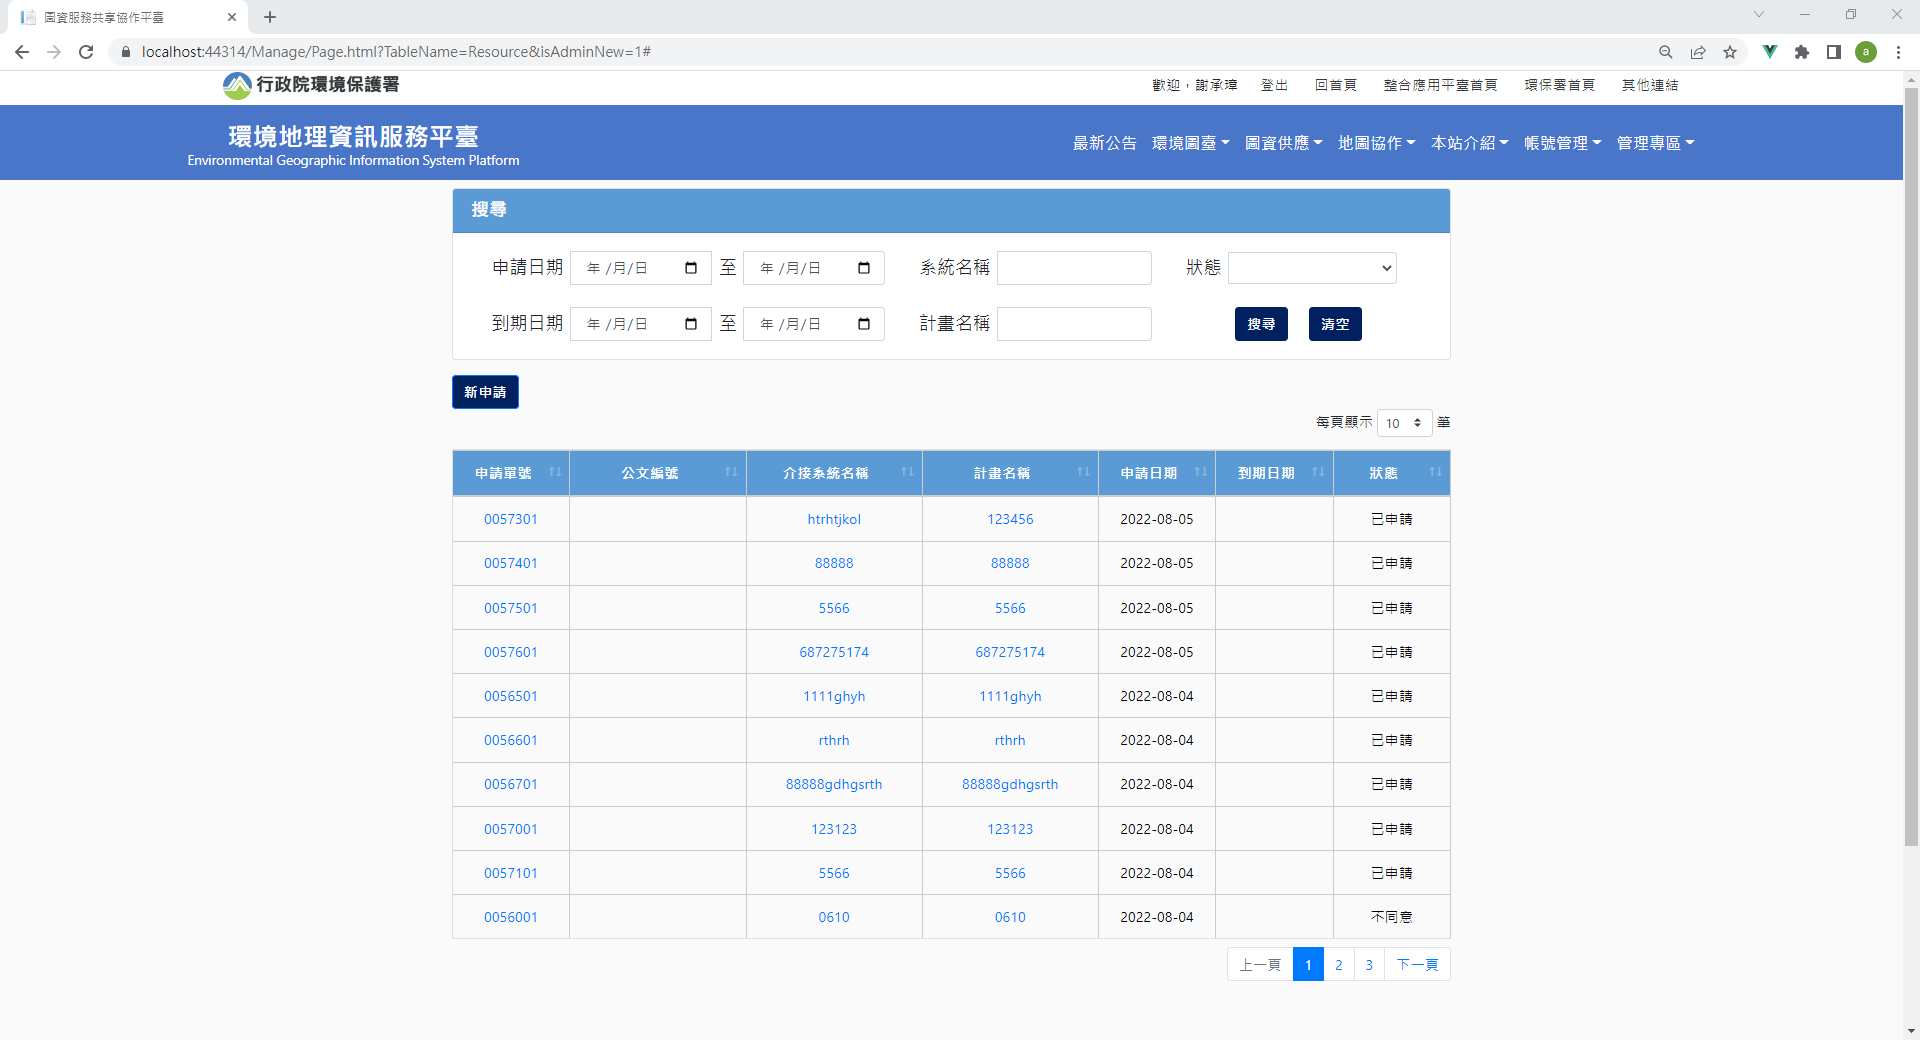 圖資服務共享協作平臺
localhost:44314/Manage/Page.html?TableName=Resource&isAdminNew=1#
a
行政院環境保護署
歡迎，謝承璋 登出 回首頁 整合應用平臺首頁 環保署首頁 其他連結
環境地理資訊服務平臺
Environmental Geographic Information System Platform
最新公告 環境圖臺 圖資供應 地圖協作 本站介紹 帳號管理 管理專區
搜尋
申請日期 年 /月/日 至 年 /月/日 系統名稱 狀態
到期日期 年 /月/日 至 年 /月/日 計畫名稱 搜尋 清空
新申請
每頁顯示 10 筆
申請單號 公文編號 介接系統名稱 計畫名稱 申請日期 到期日期 狀態
0057301 htrhtjkol 123456 2022-08-05 已申請
0057401 88888 88888 2022-08-05 已申請
0057501 5566 5566 2022-08-05 已申請
0057601 687275174 687275174 2022-08-05 已申請
0056501 1111ghyh 1111ghyh 2022-08-04 已申請
0056601 rthrh rthrh 2022-08-04 已申請
0056701 88888gdhgsrth 88888gdhgsrth 2022-08-04 已申請
0057001 123123 123123 2022-08-04 已申請
0057101 5566 5566 2022-08-04 已申請
0056001 0610 0610 2022-08-04 不同意
上一頁 1 2 3 下一頁